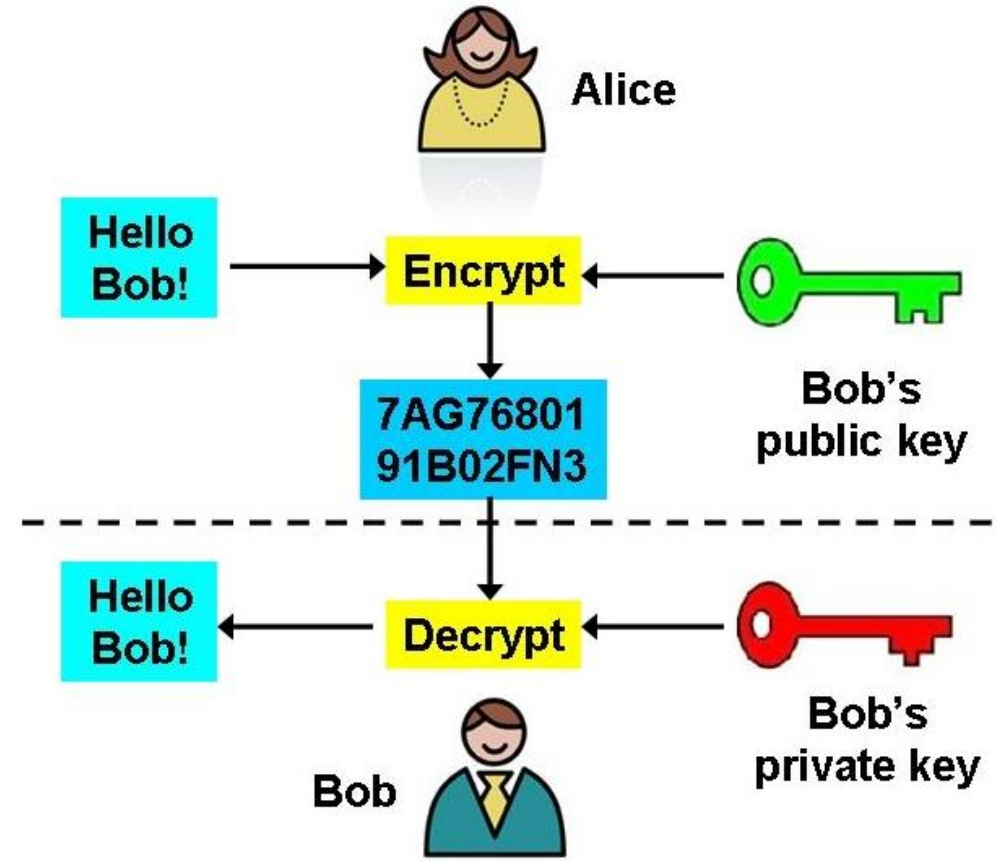 Alice
Hello
Bob!
Encrypt
Bob’s
public key
7AG76801
91B02FN3
Hello
Bob!
Decrypt
Bob’s
private key
Bob